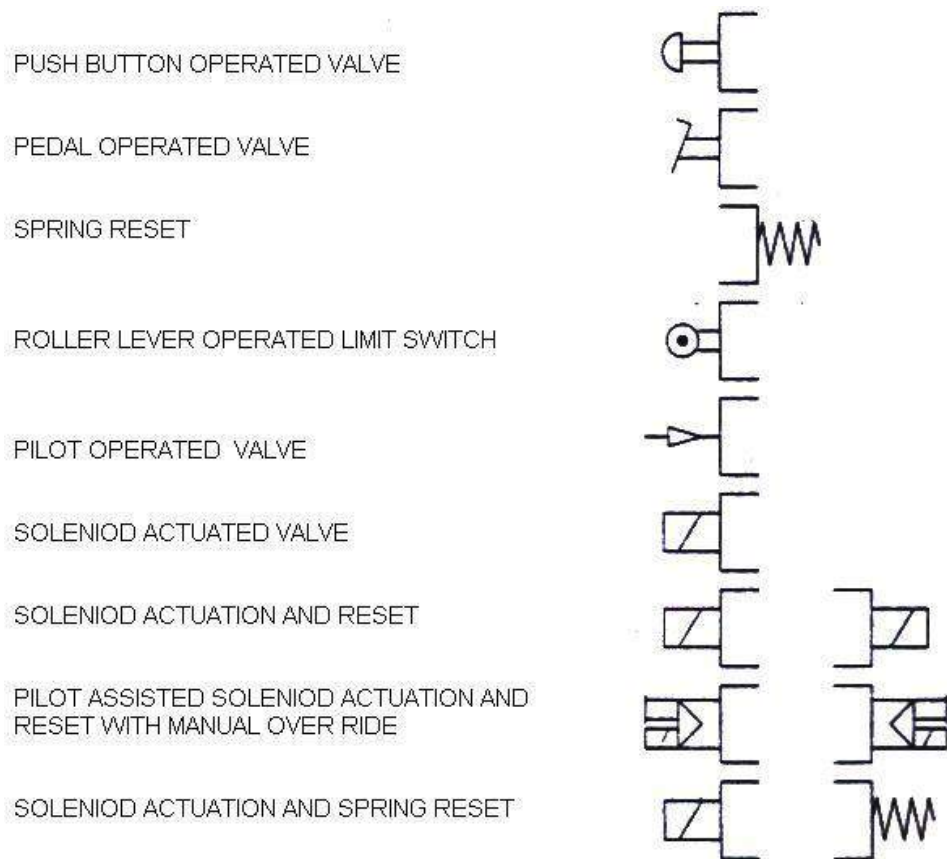 PUSH BUTTON OPERATED VALVE
PEDAL OPERATED VALVE
SPRING RESET
ROLLER LEVER OPERATED LIMIT SWITCH
PILOT OPERATED VALVE
SOLENIOD ACTUATED VALVE
SOLENIOD ACTUATION AND RESET
PILOT ASSISTED SOLENIOD ACTUATION AND
RESET WITH MANUAL OVER RIDE
SOLENIOD ACTUATION AND SPRING RESET